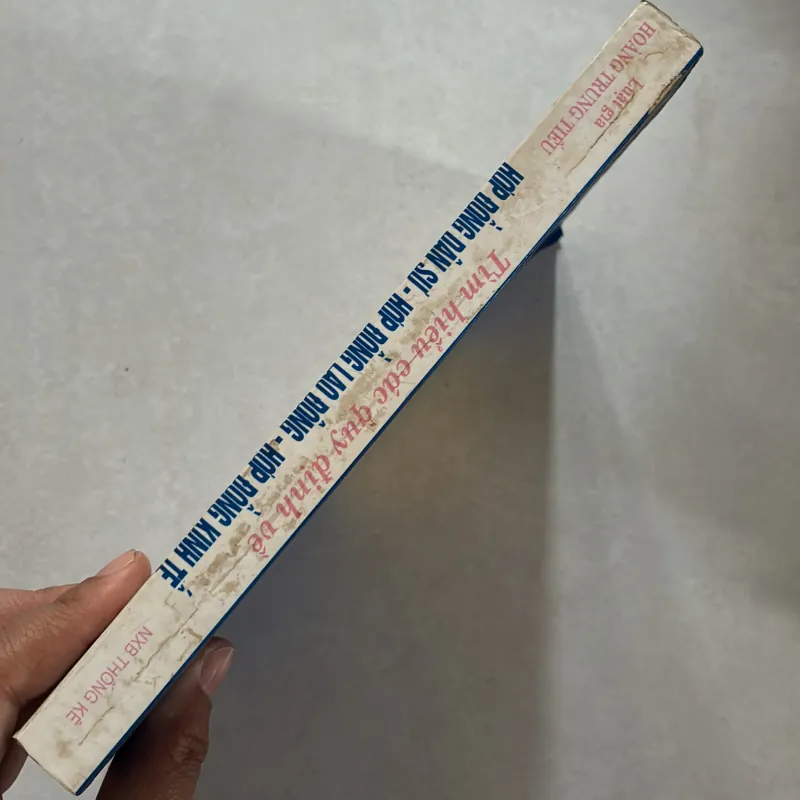 Luật gia
HOÀNG TRUNG TIẾU
Tìm hiểu các quy định về
HỢP ĐỒNG DÂN SỰ - HỢP ĐỒNG LAO ĐỘNG - HỢP ĐỒNG KINH TẾ
NXB THỐNG KÊ